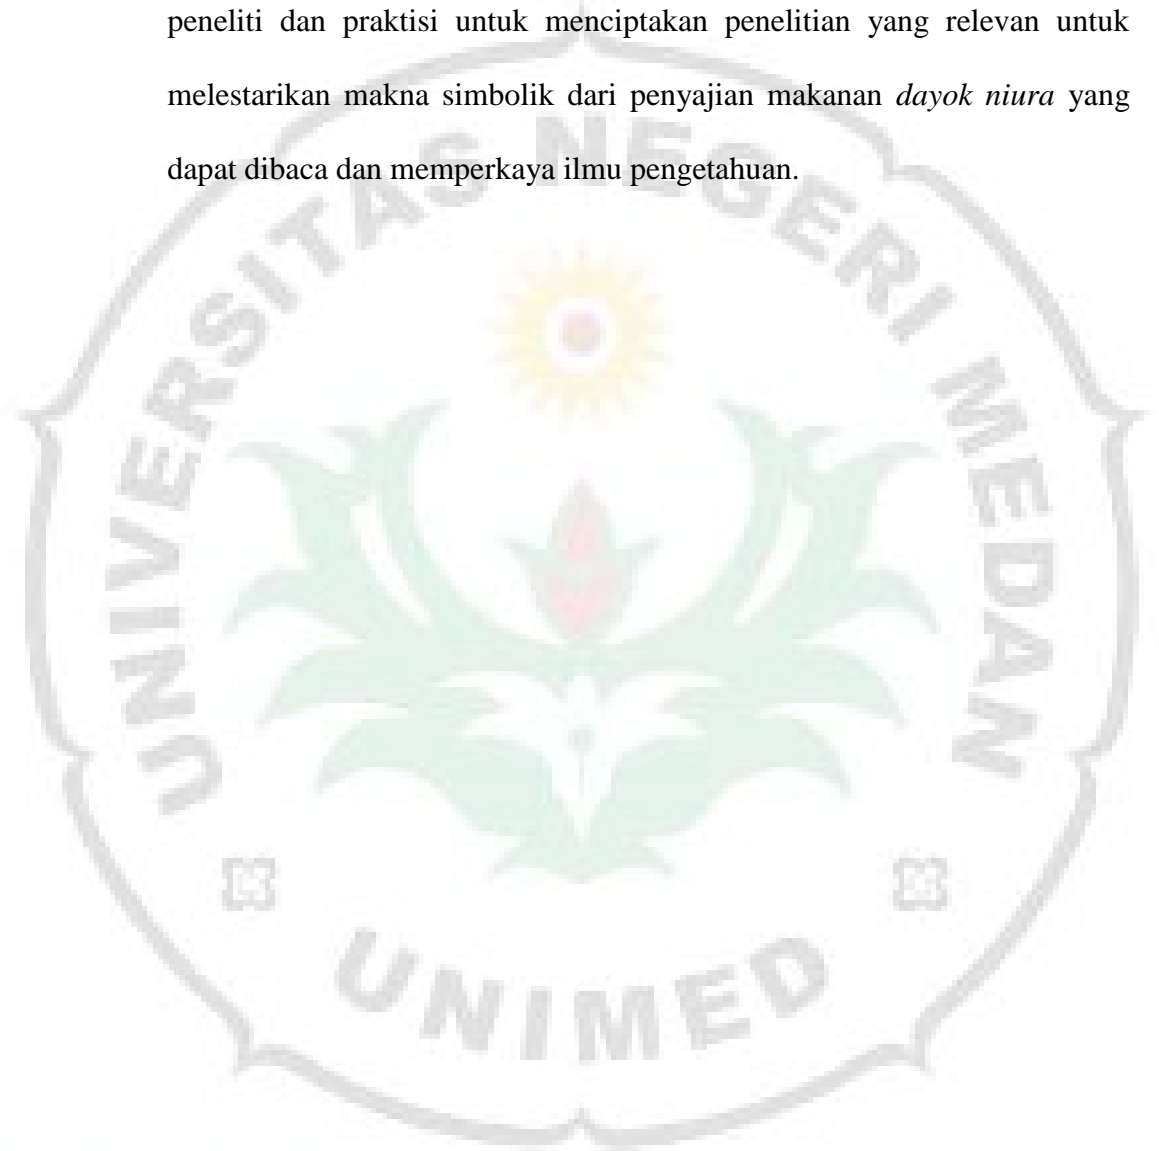 peneliti dan praktisi untuk menciptakan penelitian yang relevan untuk
melestarikan makna simbolik dari penyajian makanan dayok niura yang
dapat dibaca dan memperkaya ilmu pengetahuan.
UNIVERSITAS NEGERI MEDAN
UNIMED